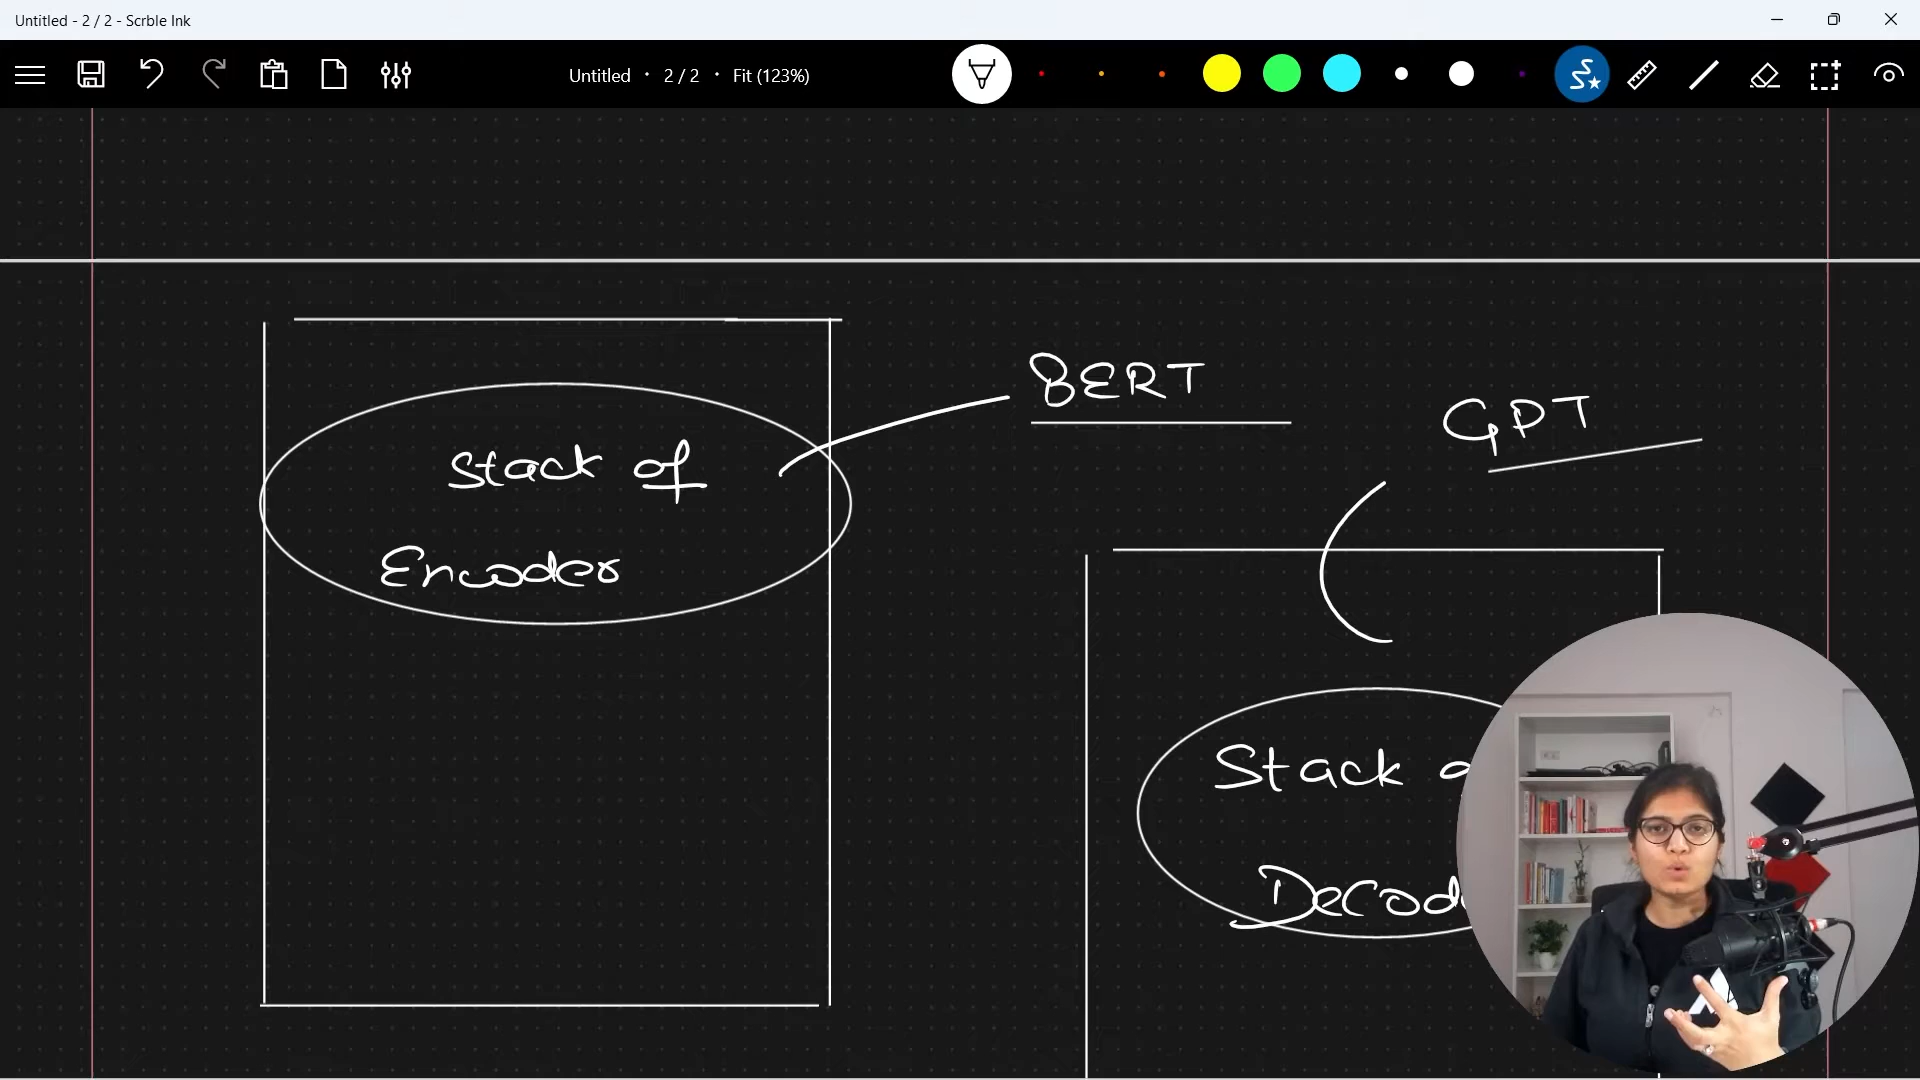 Untitled - 2 / 2 - Scrble Ink
Untitled • 2 / 2 • Fit (123%)
BERT
GPT
Stack of
Encoder
Stack